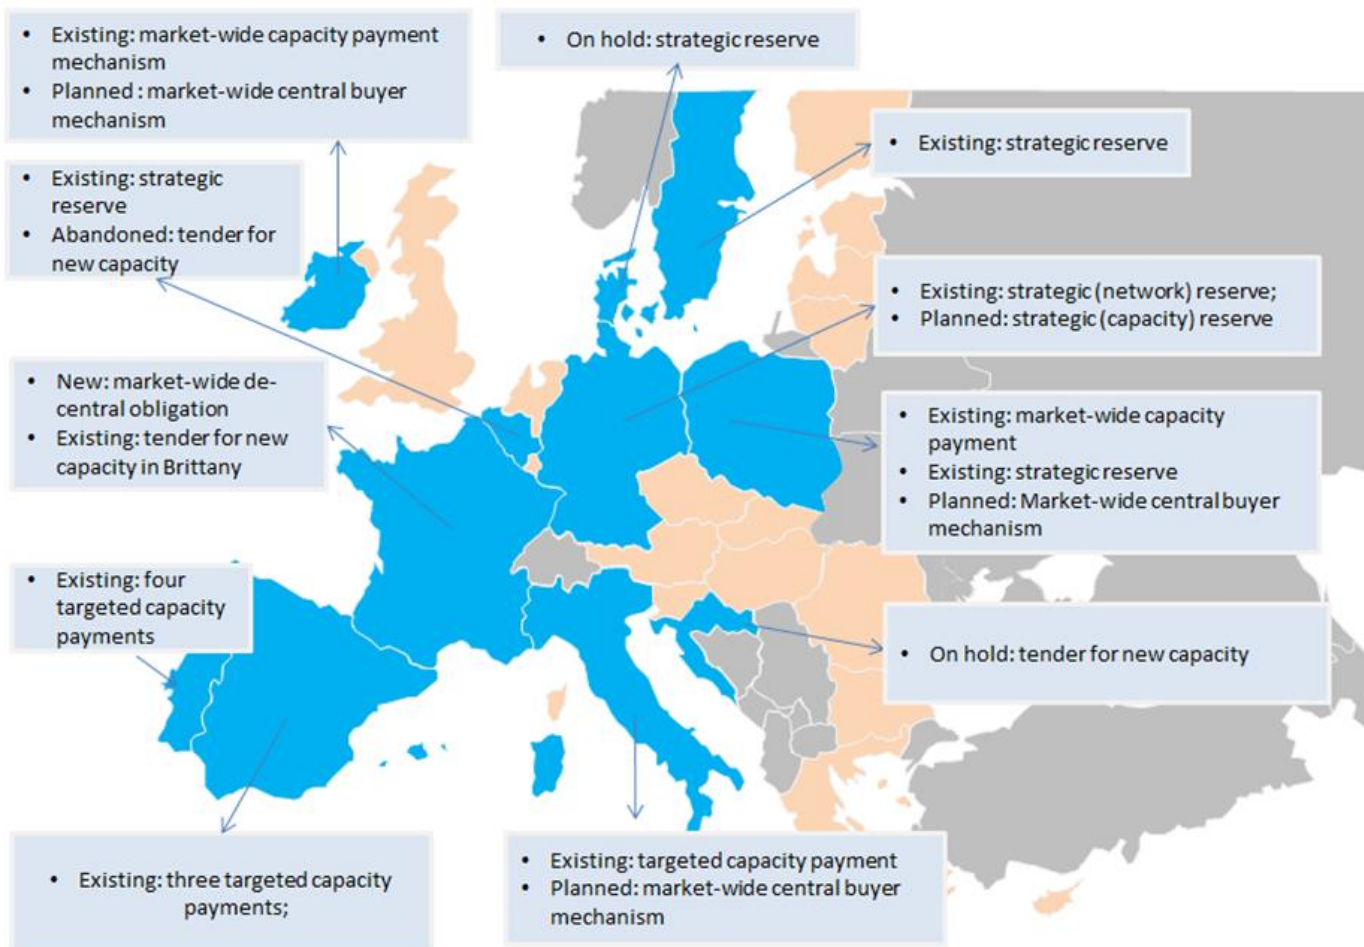 • Existing: market-wide capacity payment
mechanism
• Planned : market-wide central buyer
mechanism
• On hold: strategic reserve
• Existing: strategic reserve
• Existing: strategic
reserve
• Abandoned: tender for
new capacity
• Existing: strategic (network) reserve;
• Planned: strategic (capacity) reserve
• New: market-wide de-
central obligation
• Existing: tender for new
capacity in Brittany
• Existing: market-wide capacity
payment
• Existing: strategic reserve
• Planned: Market-wide central buyer
mechanism
• Existing: four
targeted capacity
payments
• On hold: tender for new capacity
• Existing: three targeted capacity
payments;
• Existing: targeted capacity payment
• Planned: market-wide central buyer
mechanism